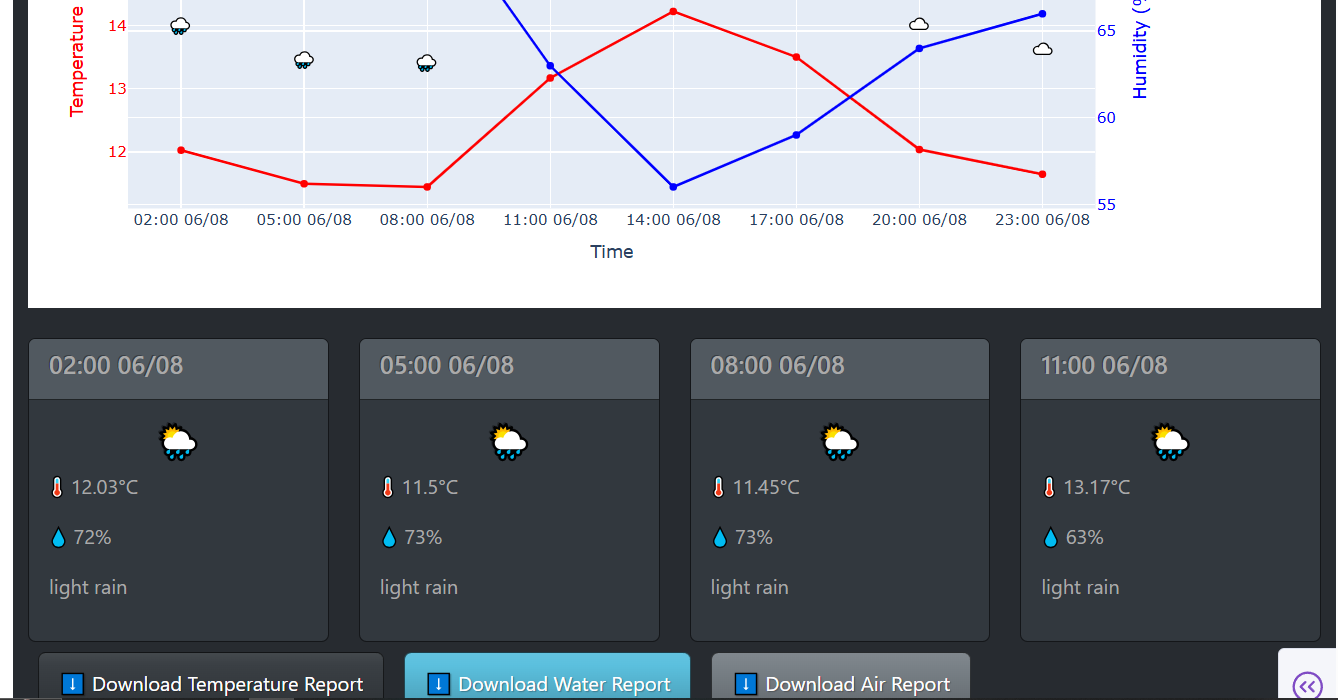 Temperature
14
13
12
65
60
55
Humidity (
02:00 06/08 05:00 06/08 08:00 06/08 11:00 06/08 14:00 06/08 17:00 06/08 20:00 06/08 23:00 06/08
Time
02:00 06/08
12.03°C
72%
light rain
05:00 06/08
11.5°C
73%
light rain
08:00 06/08
11.45°C
73%
light rain
11:00 06/08
13.17°C
63%
light rain
Download Temperature Report
Download Water Report
Download Air Report